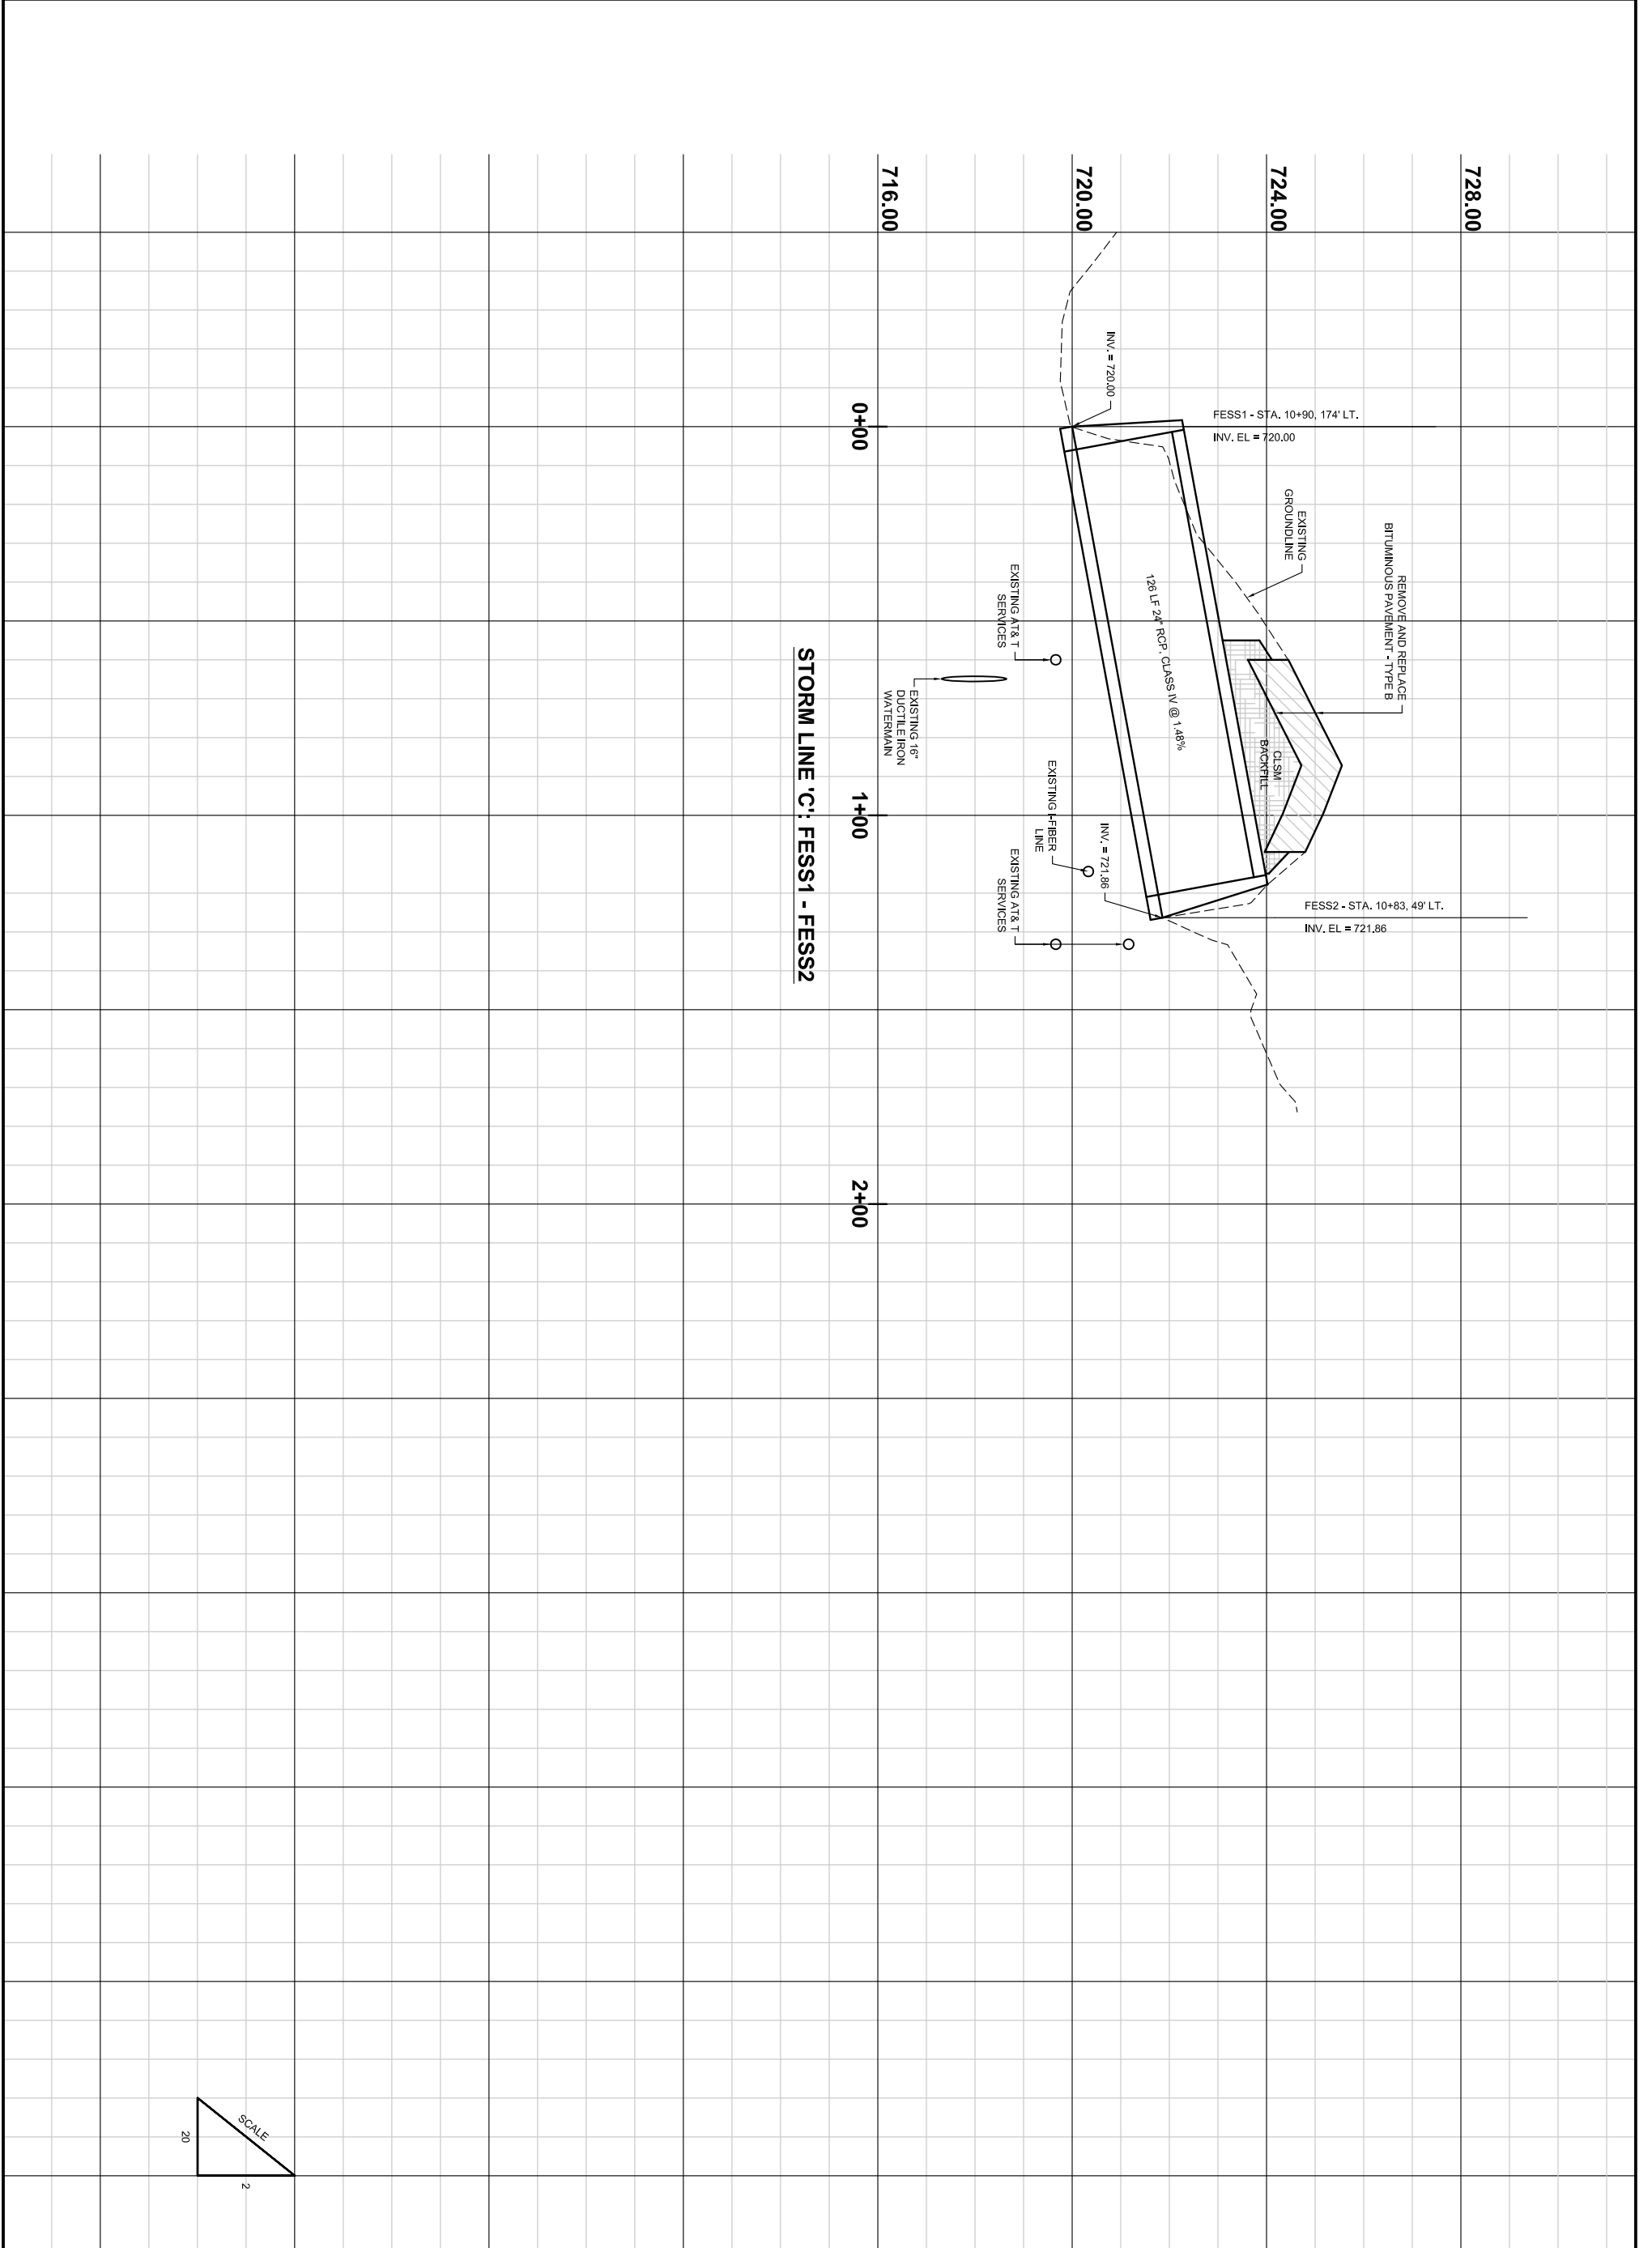 728.00
724.00
720.00
716.00
FESS1 - STA. 10+90, 174' LT.
INV. EL = 720.00
FESS2 - STA. 10+83, 49' LT.
INV. EL = 721.86
REMOVE AND REPLACE
BITUMINOUS PAVEMENT - TYPE B
EXISTING
GROUNDLINE
CLSM
BACKFILL
126 LF 24" RCP, CLASS IV @ 1.48%
INV. = 720.00
INV. = 721.86
EXISTING AT&T
SERVICES
EXISTING I-FIBER
LINE
EXISTING AT&T
SERVICES
EXISTING 16"
DUCTILE IRON
WATERMAIN
0+00
1+00
2+00
STORM LINE 'C': FESS1 - FESS2
SCALE
2
20